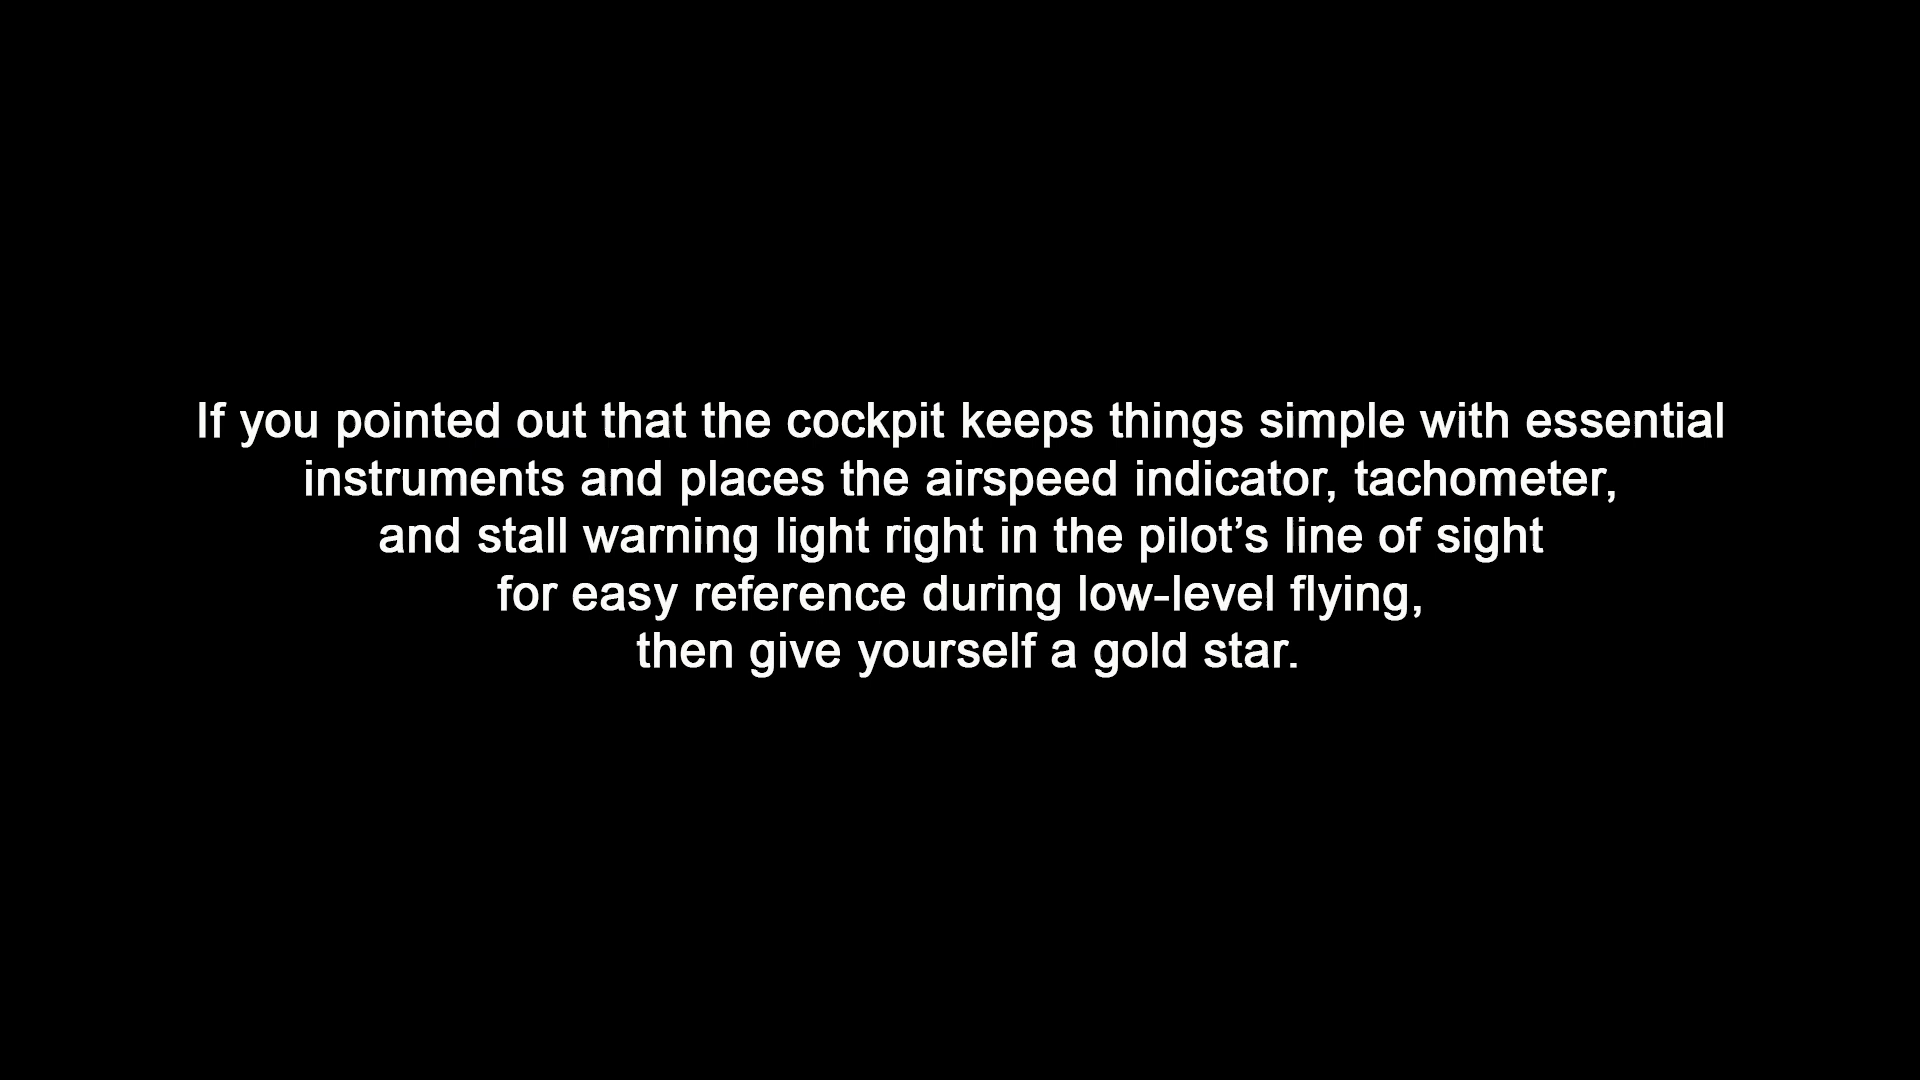 If you pointed out that the cockpit keeps things simple with essential
instruments and places the airspeed indicator, tachometer,
and stall warning light right in the pilot’s line of sight
for easy reference during low-level flying,
then give yourself a gold star.